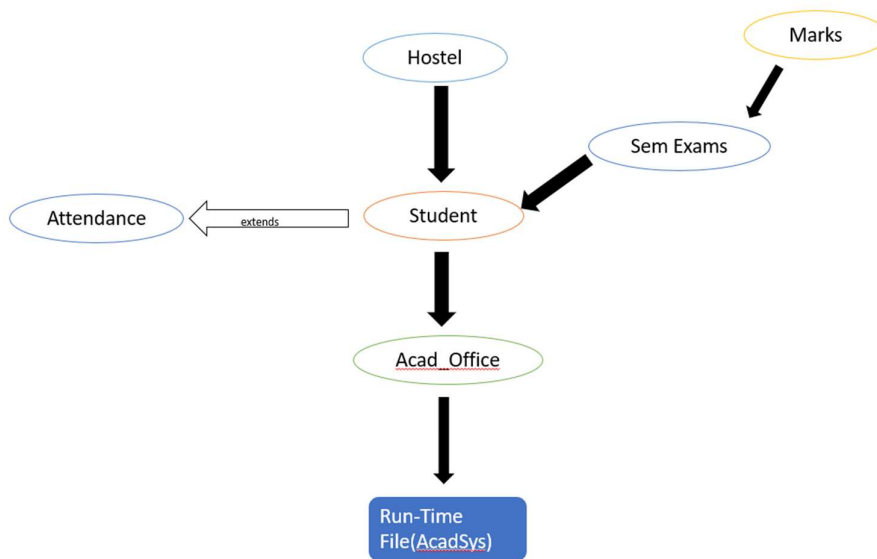 Marks
Hostel
Sem Exams
Student
Attendance
extends
Acad_Office
Run-Time
File(AcadSys)